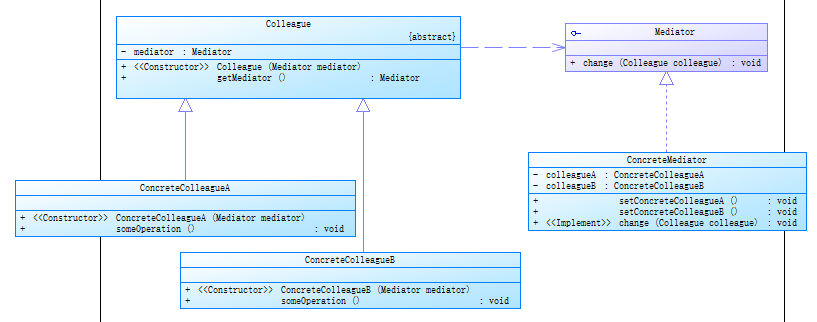 Colleague
{abstract}
- mediator : Mediator
+ <<Constructor>> Colleague (Mediator mediator)
+ getMediator () : Mediator
Mediator
+ change (Colleague colleague) : void
ConcreteColleagueA
+ <<Constructor>> ConcreteColleagueA (Mediator mediator)
+ someOperation () : void
ConcreteMediator
- colleagueA : ConcreteColleagueA
- colleagueB : ConcreteColleagueB
+ setConcreteColleagueA () : void
+ setConcreteColleagueB () : void
+ <<Implement>> change (Colleague colleague) : void
ConcreteColleagueB
+ <<Constructor>> ConcreteColleagueB (Mediator mediator)
+ someOperation () : void